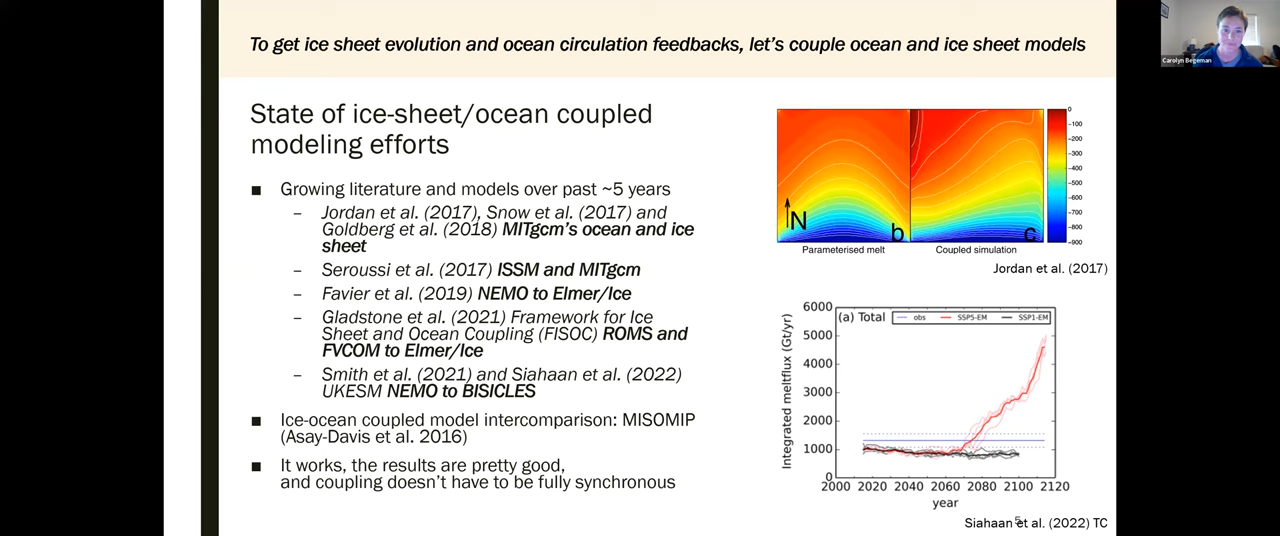 To get ice sheet evolution and ocean circulation feedbacks, let's couple ocean and ice sheet models
Carolyn Begeman
State of ice-sheet/ocean coupled
modeling efforts
■ Growing literature and models over past ~5 years
– Jordan et al. (2017), Snow et al. (2017) and
Goldberg et al. (2018) MITgcm's ocean and ice
sheet
– Seroussi et al. (2017) ISSM and MITgcm
– Favier et al. (2019) NEMO to Elmer/Ice
– Gladstone et al. (2021) Framework for Ice
Sheet and Ocean Coupling (FISOC) ROMS and
FVCOM to Elmer/Ice
– Smith et al. (2021) and Siahaan et al. (2022)
UKESM NEMO to BISICLES
■ Ice-ocean coupled model intercomparison: MISOMIP
(Asay-Davis et al. 2016)
■ It works, the results are pretty good,
and coupling doesn't have to be fully synchronous
N
b
c
0
-100
-200
-300
-400
-500
-600
-700
-800
-900
Parameterised melt
Coupled simulation
Jordan et al. (2017)
(a) Total
obs SSP5-EM SSP1-EM
Integrated meltflux (Gt/yr)
6000
5000
4000
3000
2000
1000
0
2000 2020 2040 2060 2080 2100 2120
year
5
Siahaan et al. (2022) TC